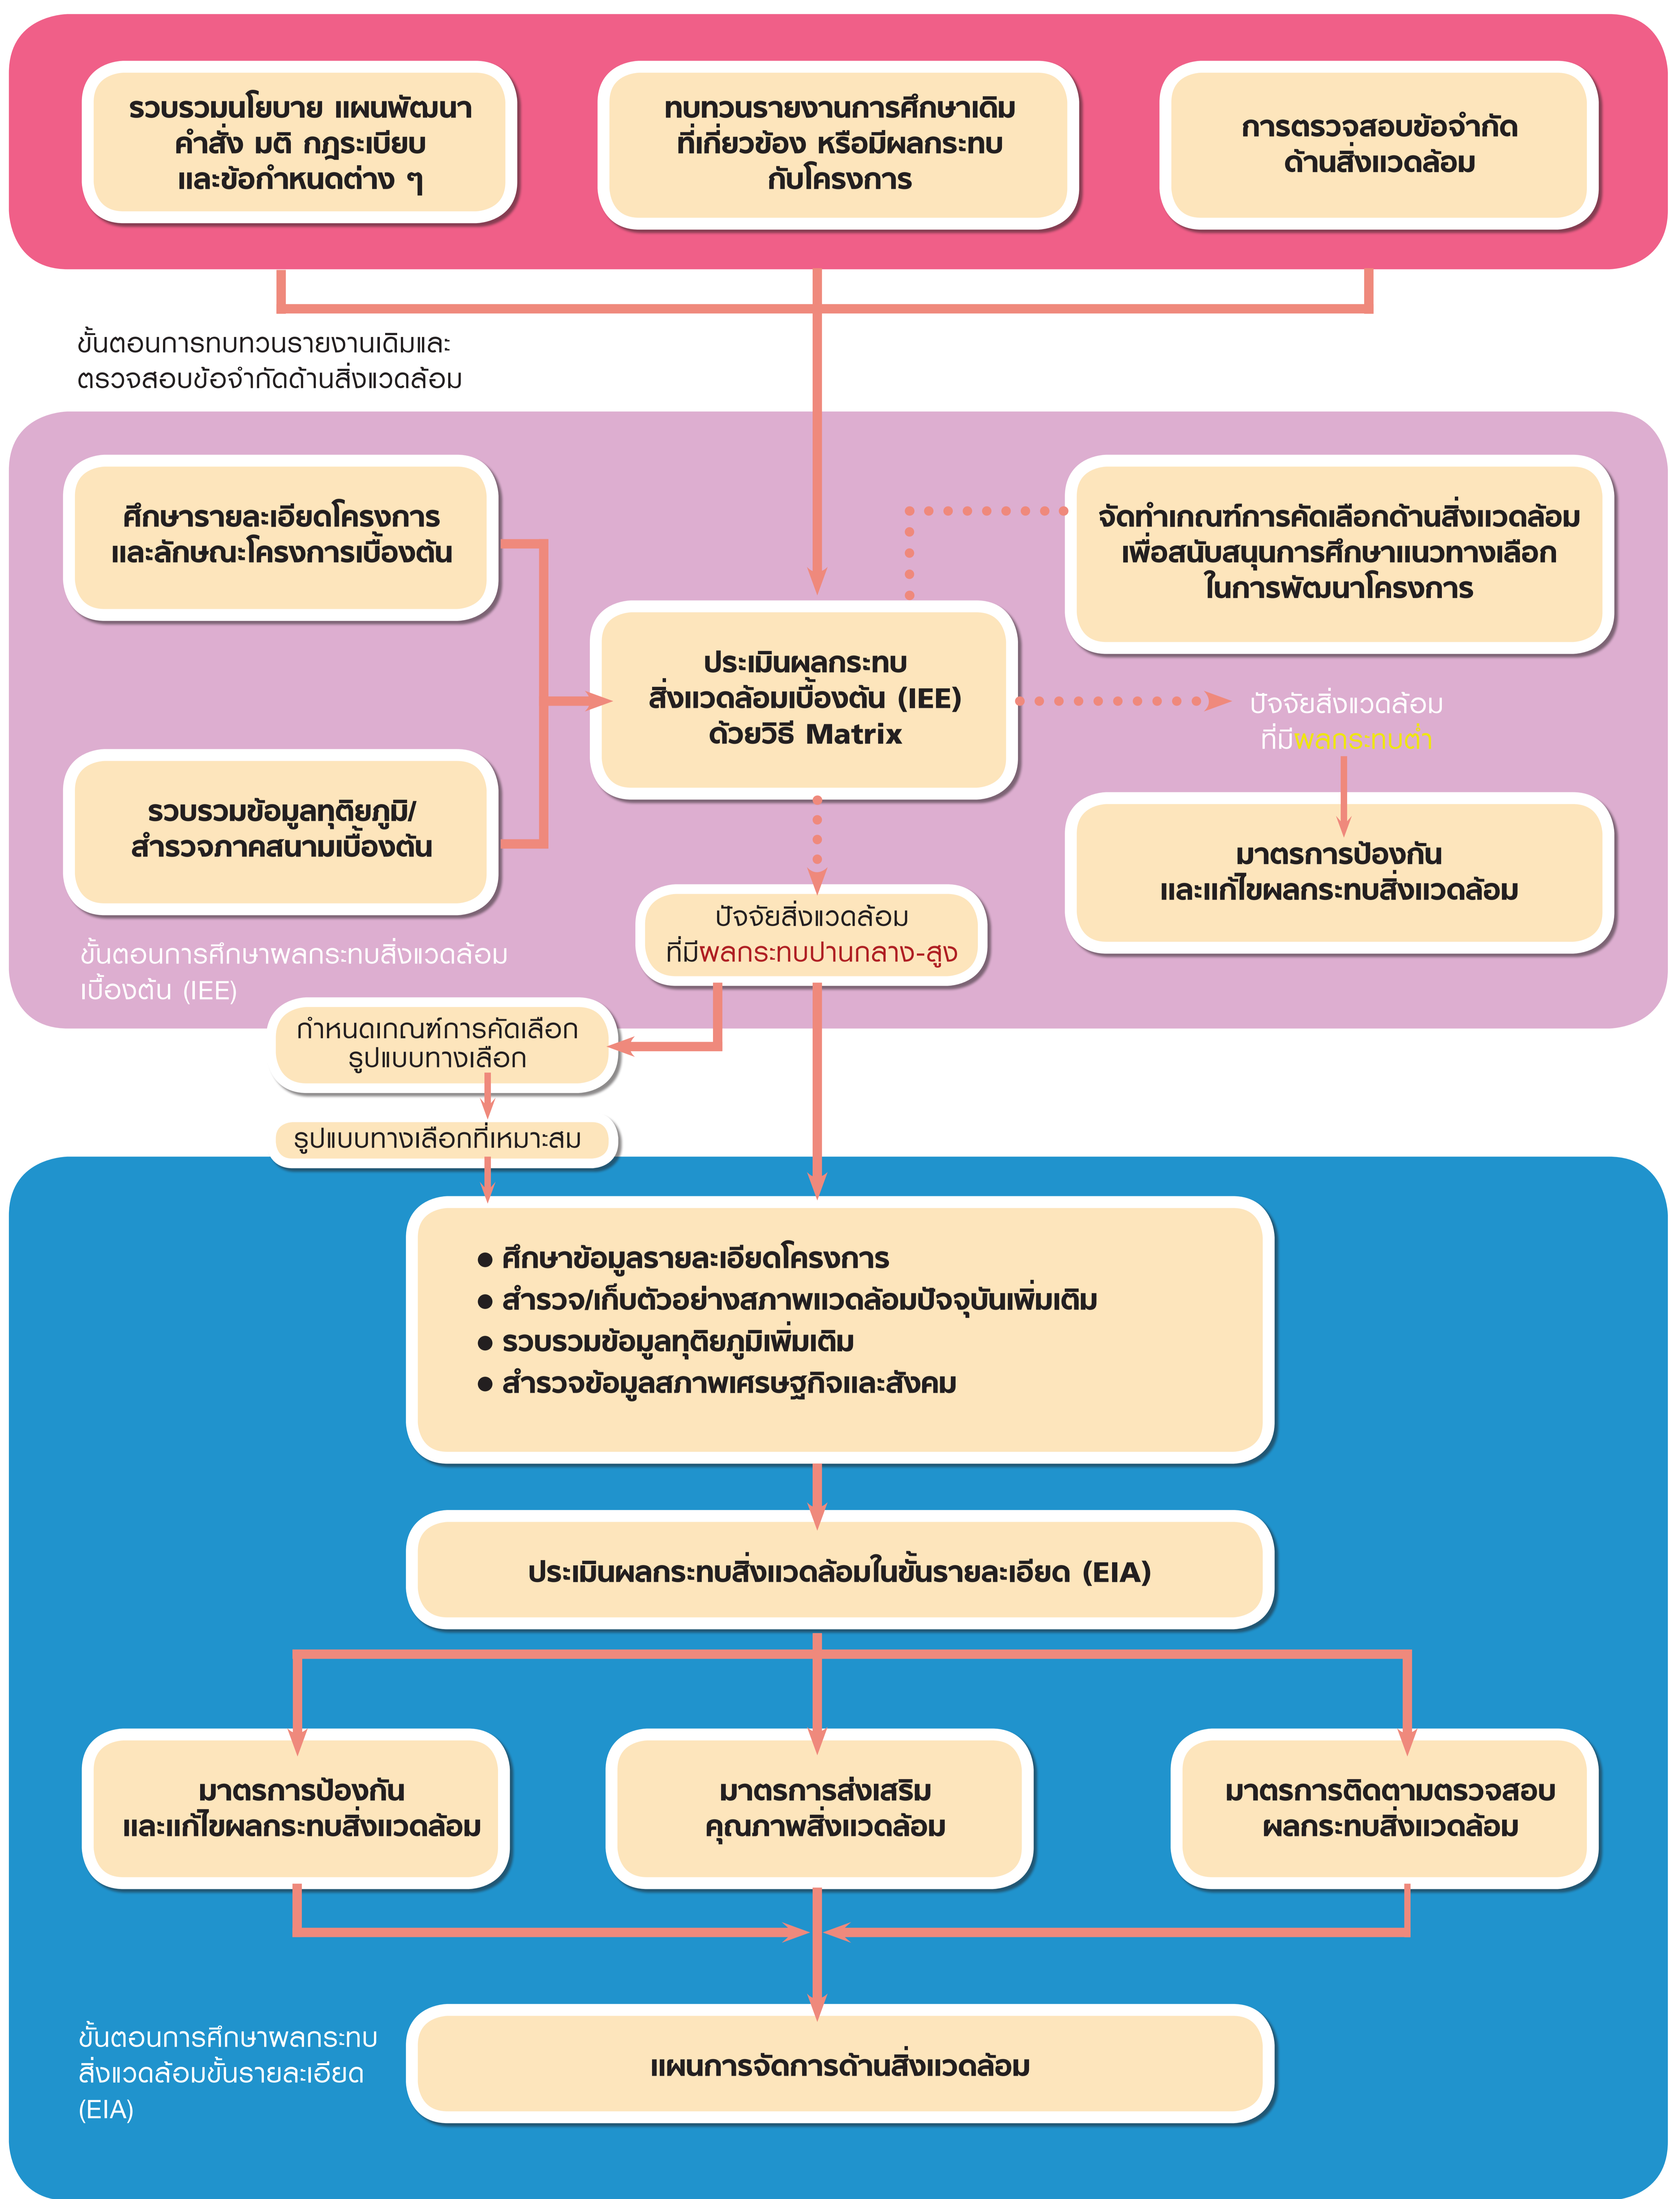 รวบรวมนโยบาย แผนพัฒนา
คำสั่ง มติ กฎระเบียบ
และข้อกำหนดต่าง ๆ
ทบทวนรายงานการศึกษาเดิม
ที่เกี่ยวข้อง หรือมีผลกระทบ
กับโครงการ
การตรวจสอบข้อจำกัด
ด้านสิ่งแวดล้อม
ขั้นตอนการทบทวนรายงานเดิมและ
ตรวจสอบข้อจำกัดด้านสิ่งแวดล้อม
ศึกษารายละเอียดโครงการ
และลักษณะโครงการเบื้องต้น
จัดทำเกณฑ์การคัดเลือกด้านสิ่งแวดล้อม
เพื่อสนับสนุนการศึกษาแนวทางเลือก
ในการพัฒนาโครงการ
ประเมินผลกระทบ
สิ่งแวดล้อมเบื้องต้น (IEE)
ด้วยวิธี Matrix
ปัจจัยสิ่งแวดล้อม
ที่มีผลกระทบต่ำ
รวบรวมข้อมูลทุติยภูมิ/
สำรวจภาคสนามเบื้องต้น
มาตรการป้องกัน
และแก้ไขผลกระทบสิ่งแวดล้อม
ปัจจัยสิ่งแวดล้อม
ที่มีผลกระทบปานกลาง-สูง
ขั้นตอนการศึกษาผลกระทบสิ่งแวดล้อม
เบื้องต้น (IEE)
กำหนดเกณฑ์การคัดเลือก
รูปแบบทางเลือก
รูปแบบทางเลือกที่เหมาะสม
● ศึกษาข้อมูลรายละเอียดโครงการ
● สำรวจ/เก็บตัวอย่างสภาพแวดล้อมปัจจุบันเพิ่มเติม
● รวบรวมข้อมูลทุติยภูมิเพิ่มเติม
● สำรวจข้อมูลสภาพเศรษฐกิจและสังคม
ประเมินผลกระทบสิ่งแวดล้อมในขั้นรายละเอียด (EIA)
มาตรการป้องกัน
และแก้ไขผลกระทบสิ่งแวดล้อม
มาตรการส่งเสริม
คุณภาพสิ่งแวดล้อม
มาตรการติดตามตรวจสอบ
ผลกระทบสิ่งแวดล้อม
ขั้นตอนการศึกษาผลกระทบ
สิ่งแวดล้อมขั้นรายละเอียด
(EIA)
แผนการจัดการด้านสิ่งแวดล้อม